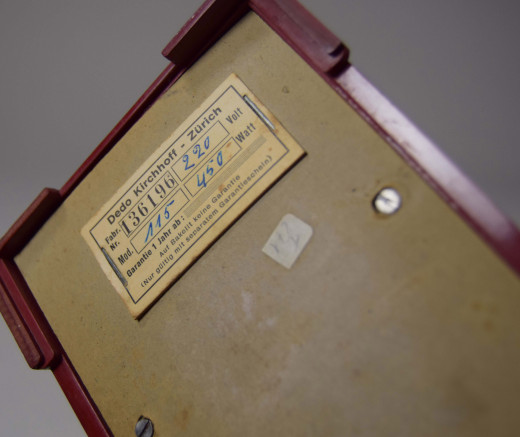 Dedo Kirchhoff - Zürich
Fabr. Nr. 136196 220 Volt
Mod. 115 450 Watt
Garantie 1 Jahr ab:
Auf Bakelit keine Garantie
(Nur gültig mit separatem Garantieschein)